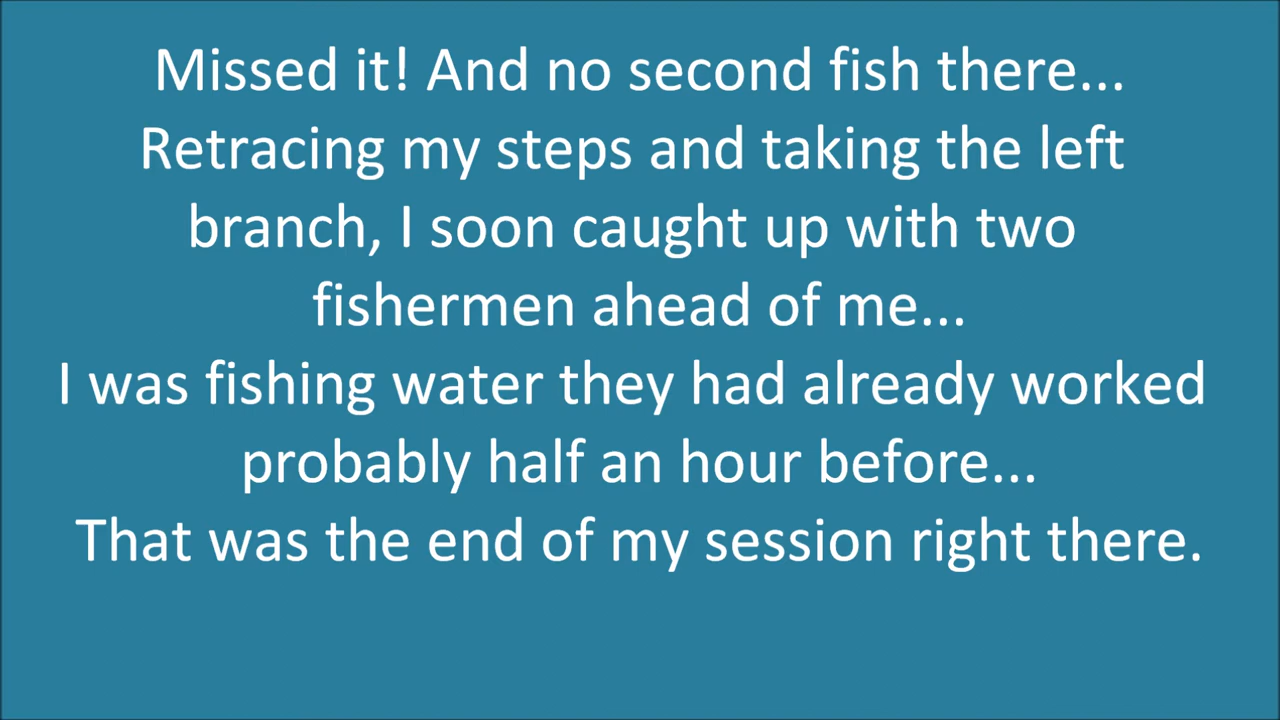 Missed it! And no second fish there...
Retracing my steps and taking the left
branch, I soon caught up with two
fishermen ahead of me...
I was fishing water they had already worked
probably half an hour before...
That was the end of my session right there.